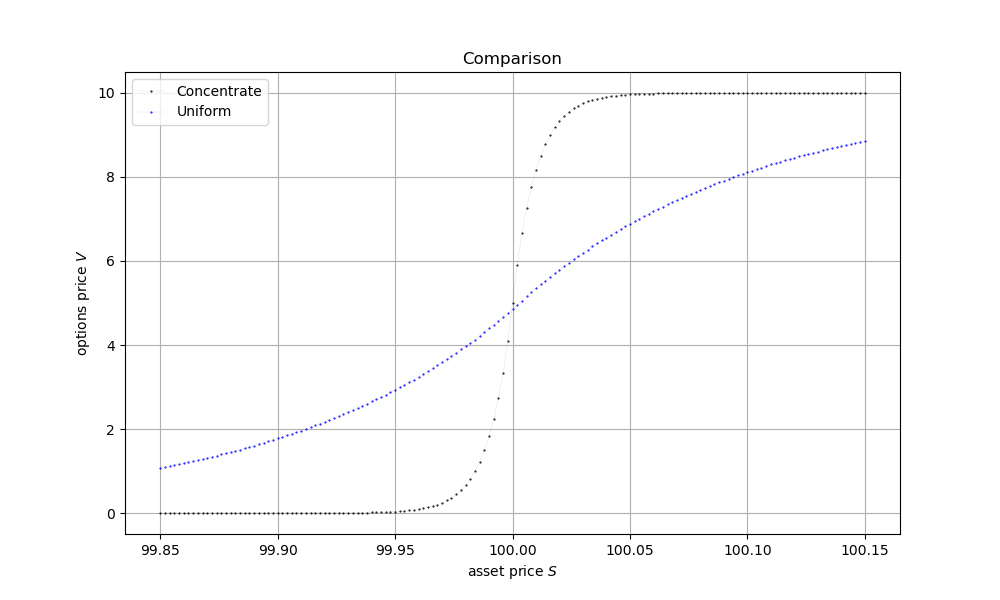 Comparison
Concentrate
Uniform
options price V
10
8
6
4
2
0
99.85 99.90 99.95 100.00 100.05 100.10 100.15
asset price S